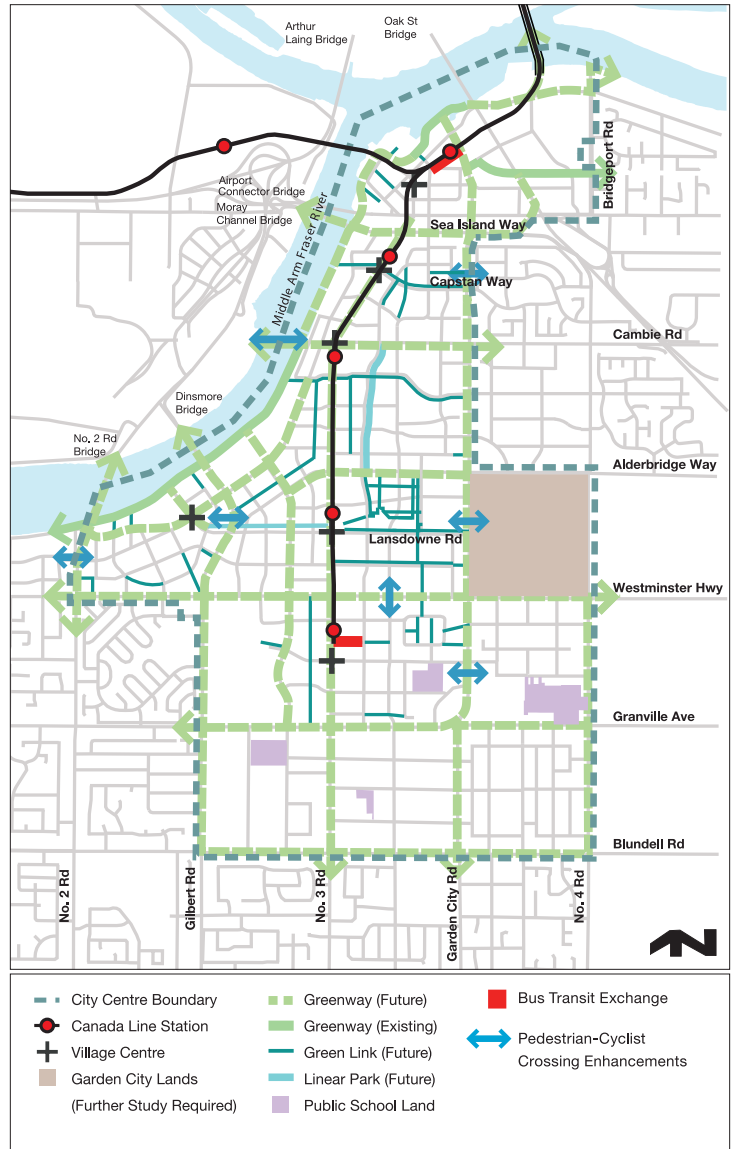 Arthur
Laing Bridge
Oak St
Bridge
Bridgeport Rd
Airport
Connector Bridge
Moray
Channel Bridge
Middle Arm Fraser River
Sea Island Way
Capstan Way
Cambie Rd
Dinsmore
Bridge
No. 2 Rd
Bridge
Alderbridge Way
Lansdowne Rd
Westminster Hwy
Granville Ave
Blundell Rd
No. 2 Rd
Gilbert Rd
No. 3 Rd
Garden City Rd
No. 4 Rd
City Centre Boundary
Canada Line Station
Village Centre
Garden City Lands
(Further Study Required)
Greenway (Future)
Greenway (Existing)
Green Link (Future)
Linear Park (Future)
Public School Land
Bus Transit Exchange
Pedestrian-Cyclist
Crossing Enhancements